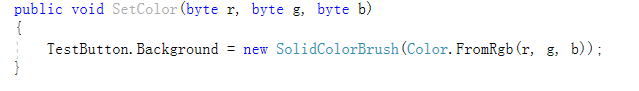 public void SetColor(byte r, byte g, byte b)
{
    TestButton.Background = new SolidColorBrush(Color.FromRgb(r, g, b));
}